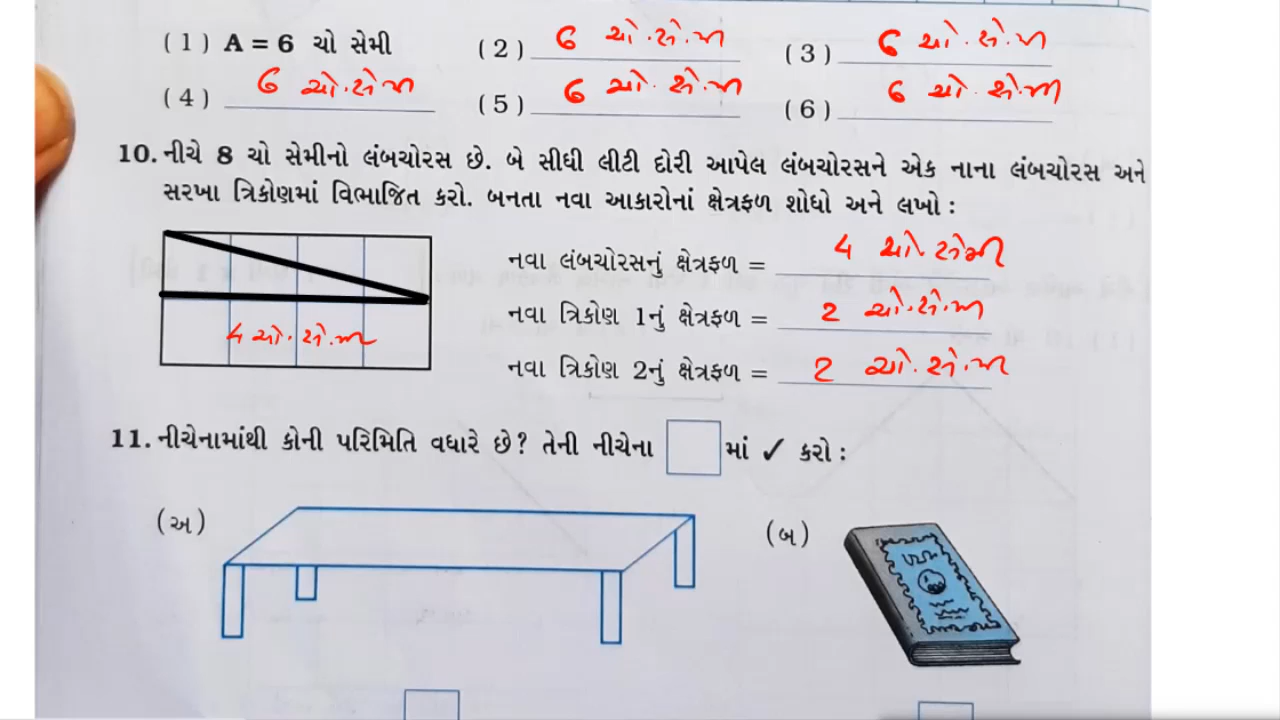 (1) A = 6 ચો સેમી (2) 6 ચો.સે.મી (3) 6 ચો.સે.મી
(4) 6 ચો.સે.મી (5) 6 ચો.સે.મી (6) 6 ચો.સે.મી
10. નીચે 8 ચો સેમીનો લંબચોરસ છે. બે સીધી લીટી દોરી આપેલ લંબચોરસને એક નાના લંબચોરસ અને
સરખા ત્રિકોણમાં વિભાજિત કરો. બનતા નવા આકારોનાં ક્ષેત્રફળ શોધો અને લખો :
નવા લંબચોરસનું ક્ષેત્રફળ = 4 ચો.સેમી
નવા ત્રિકોણ 1નું ક્ષેત્રફળ = 2 ચો.સે.મી
4 ચો.સે.મી
નવા ત્રિકોણ 2નું ક્ષેત્રફળ = 2 ચો.સે.મી
11. નીચેનામાંથી કોની પરિમિતિ વધારે છે? તેની નીચેના માં ✓ કરો :
(અ) (બ)